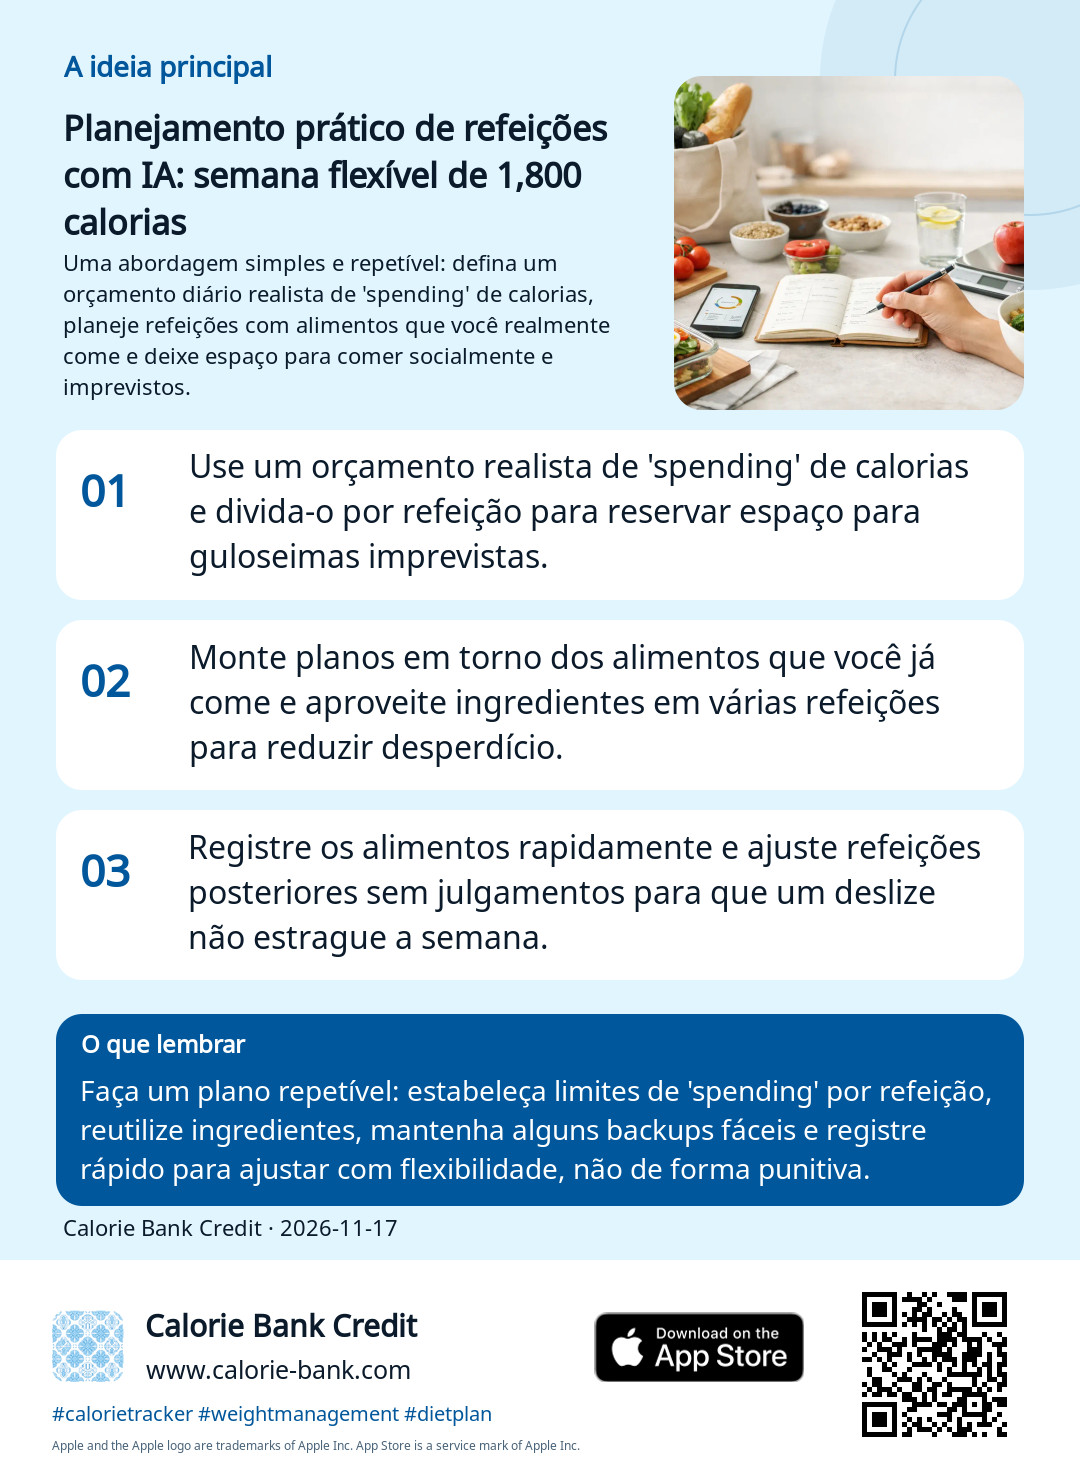 A ideia principal
Planejamento prático de refeições
com IA: semana flexível de 1,800
calorias
Uma abordagem simples e repetível: defina um
orçamento diário realista de 'spending' de calorias,
planeje refeições com alimentos que você realmente
come e deixe espaço para comer socialmente e
imprevistos.
01
Use um orçamento realista de 'spending' de calorias
e divida-o por refeição para reservar espaço para
guloseimas imprevistas.
02
Monte planos em torno dos alimentos que você já
come e aproveite ingredientes em várias refeições
para reduzir desperdício.
03
Registre os alimentos rapidamente e ajuste refeições
posteriores sem julgamentos para que um deslize
não estrague a semana.
O que lembrar
Faça um plano repetível: estabeleça limites de 'spending' por refeição,
reutilize ingredientes, mantenha alguns backups fáceis e registre
rápido para ajustar com flexibilidade, não de forma punitiva.
Calorie Bank Credit · 2026-11-17
Calorie Bank Credit
www.calorie-bank.com
Download on the
App Store
#calorietracker #weightmanagement #dietplan
Apple and the Apple logo are trademarks of Apple Inc. App Store is a service mark of Apple Inc.